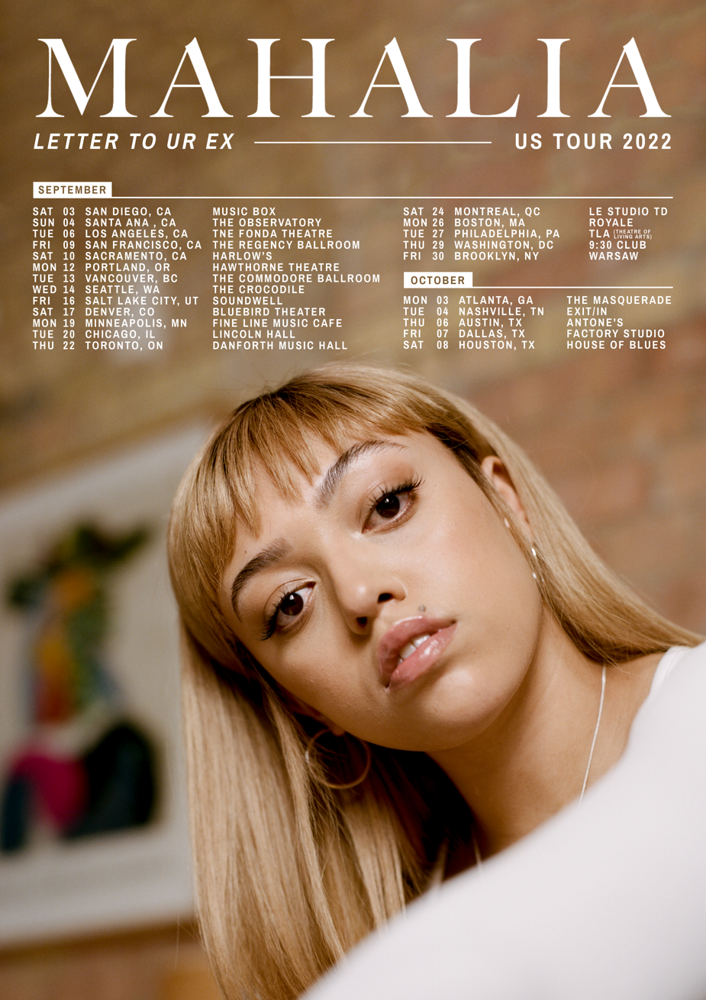 MAHALIA
LETTER TO UR EX
US TOUR 2022
SEPTEMBER
SAT 03 SAN DIEGO, CA MUSIC BOX
SUN 04 SANTA ANA , CA THE OBSERVATORY
TUE 06 LOS ANGELES, CA TNE FONDA THEATRE
FRI 09 SAN FRANCISCO, CA THE REGENCY BALLROOM
SAT 10 SACRAMENTO, CA HARLOW'S
MON 12 PORTLAND, OR HAWTHORNE THEATRE
TUE 13 VANCOUVER, BC THE COMMODORE BALLROOM
WED 14 SEATTLE, WA THE CROCODILE
FRI 16 SALT LAKE CITY, UT SOUNDWELL
SAT 17 DENVER, CO BLUEBIRD THEATER
MON 19 MINNEAPOLIS, MN FINE LINE MUSIC CAFE
TUE 20 CHICAGO, IL LINCOLN HALL
THU 22 TORONTO, ON DANFORTH MUSIC HALL
SAT 24 MONTREAL, QC LE STUDIO TD
MON 26 BOSTON, MA ROYALE
TUE 27 PHILADELPHIA, PA TLA (THEATRE OF LIVING ARTS)
THU 29 WASHINGTON, DC 9:30 CLUB
FRI 30 BROOKLYN, NY WARSAW
OCTOBER
MON 03 ATLANTA, GA THE MASQUERADE
TUE 04 NASHVILLE, TN EXIT/IN
THU 06 AUSTIN, TX ANTONE'S
FRI 07 DALLAS, TX FACTORY STUDIO
SAT 08 HOUSTON, TX HOUSE OF BLUES